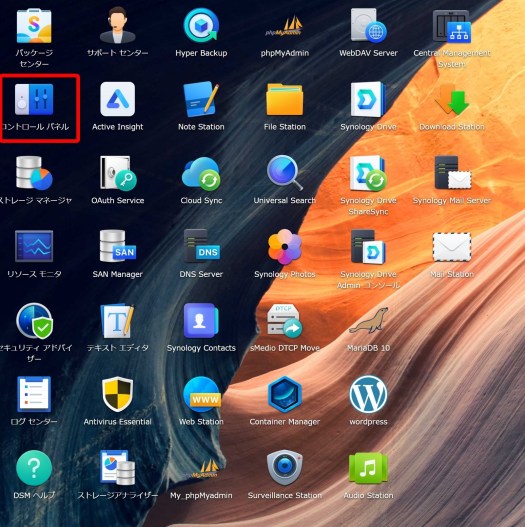 パッケージ
センター
サポート センター
Hyper Backup
phpMyAdmin
phpMyAdmin
WebDAV Server
Central Management
System
コントロール パネル
Active Insight
Note Station
File Station
Synology Drive
Download Station
ストレージ マネージャ
OAuth Service
Cloud Sync
Universal Search
Synology Drive
ShareSync
Synology Mail Server
リソース モニタ
SAN
SAN Manager
DNS
DNS Server
Synology Photos
Synology Drive
Admin コンソール
Mail Station
セキュリティ アドバイ
ザー
テキスト エディタ
Synology Contacts
DTCP
sMedio DTCP Move
MariaDB 10
ログ センター
Antivirus Essential
WWW
Web Station
Container Manager
wordpress
DSM ヘルプ
ストレージアナライザー
MyAdmin
My_phpMyadmin
Surveillance Station
Audio Station